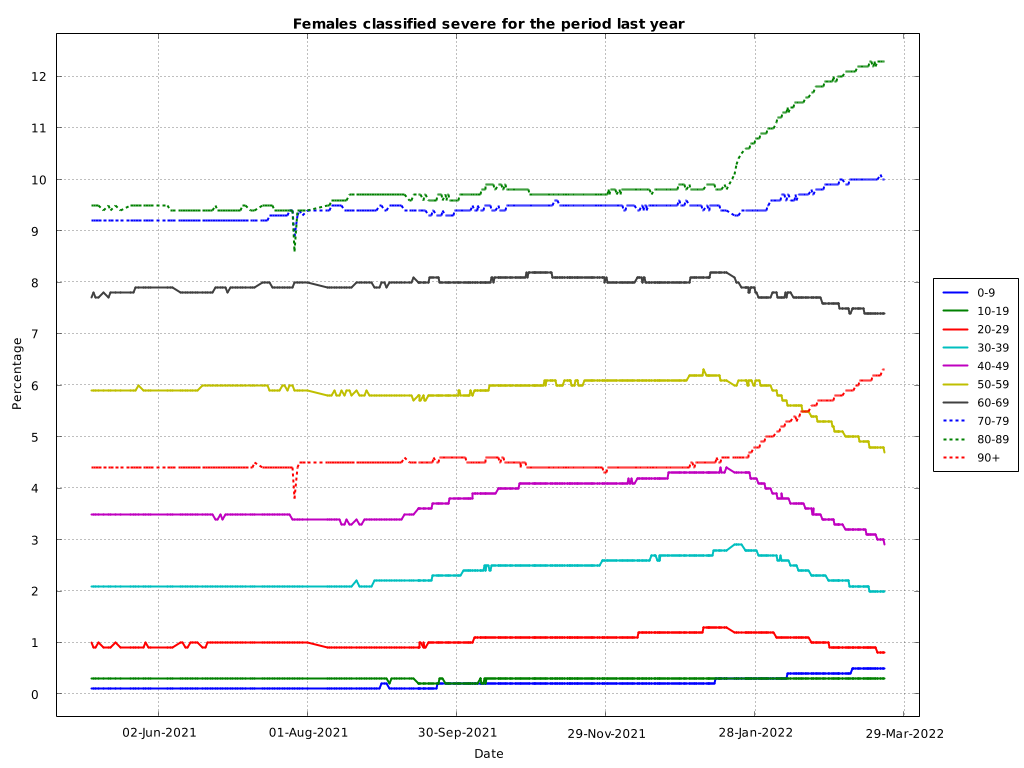 Females classified severe for the period last year
Percentage
12
11
10
9
8
7
6
5
4
3
2
1
0
02-Jun-2021
01-Aug-2021
30-Sep-2021
29-Nov-2021
28-Jan-2022
29-Mar-2022
Date
0-9
10-19
20-29
30-39
40-49
50-59
60-69
70-79
80-89
90+